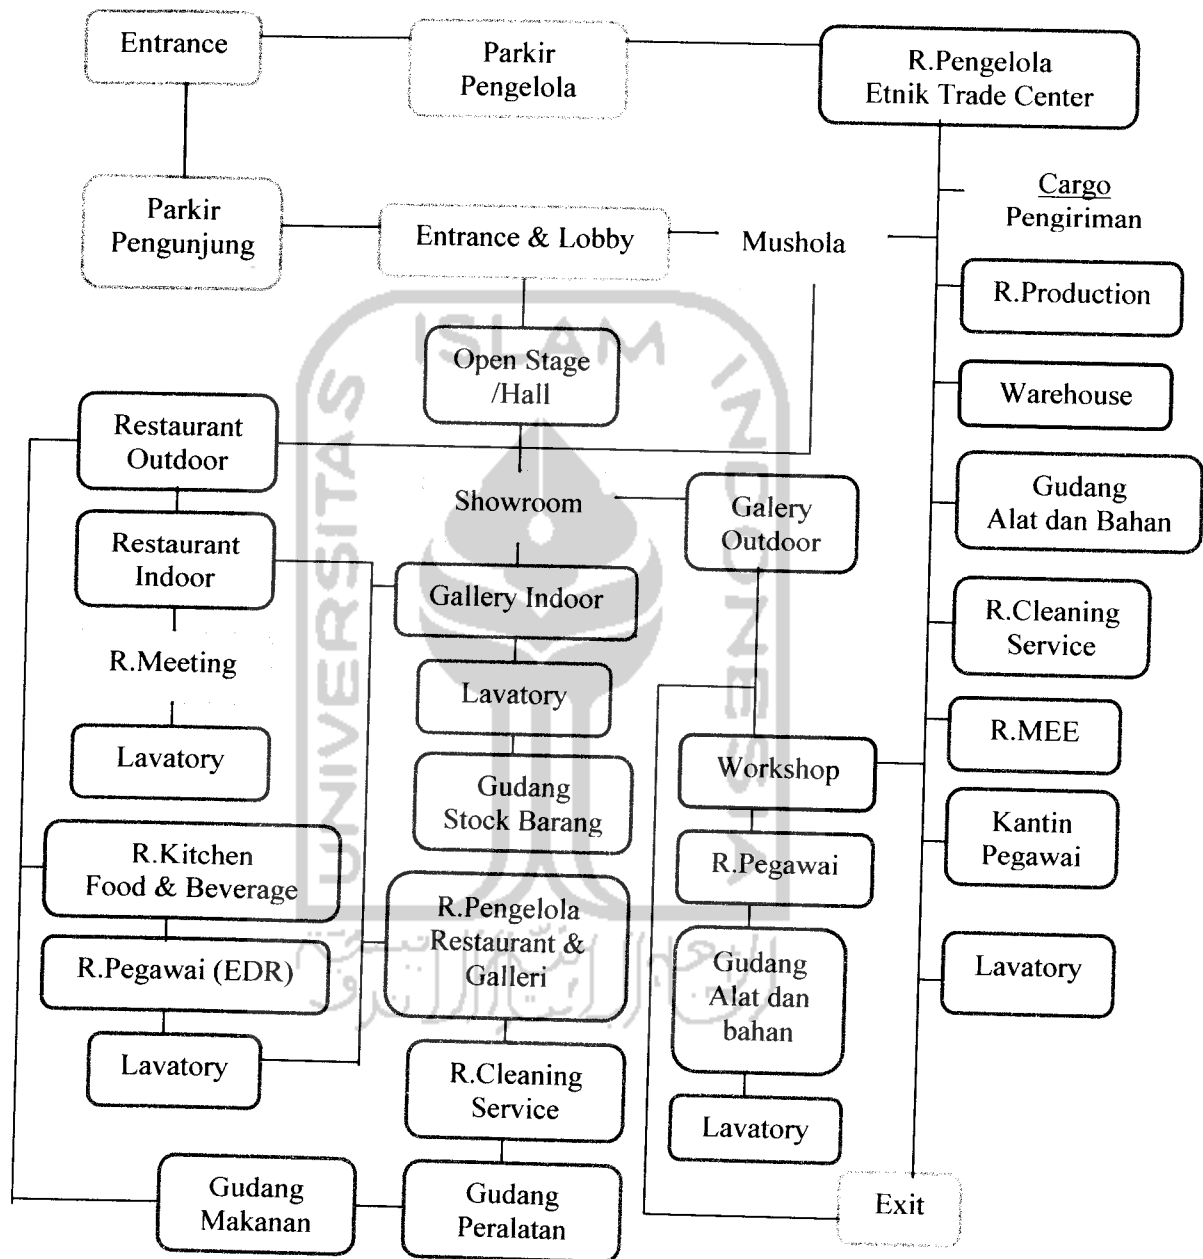 Entrance
Parkir
Pengelola
R.Pengelola
Etnik Trade Center
Parkir
Pengunjung
Entrance & Lobby
Mushola
Cargo
Pengiriman
R.Production
Open Stage
/Hall
Warehouse
Restaurant
Outdoor
Showroom
Galery
Outdoor
Gudang
Alat dan Bahan
Restaurant
Indoor
Gallery Indoor
R.Cleaning
Service
R.Meeting
Lavatory
R.MEE
Lavatory
Workshop
Gudang
Stock Barang
Kantin
Pegawai
R.Kitchen
Food & Beverage
R.Pegawai
R.Pengelola
Restaurant &
Galleri
R.Pegawai (EDR)
Gudang
Alat dan
bahan
Lavatory
Lavatory
R.Cleaning
Service
Lavatory
Gudang
Makanan
Gudang
Peralatan
Exit
UNIVERSITAS
ISLAM
INDONESIA